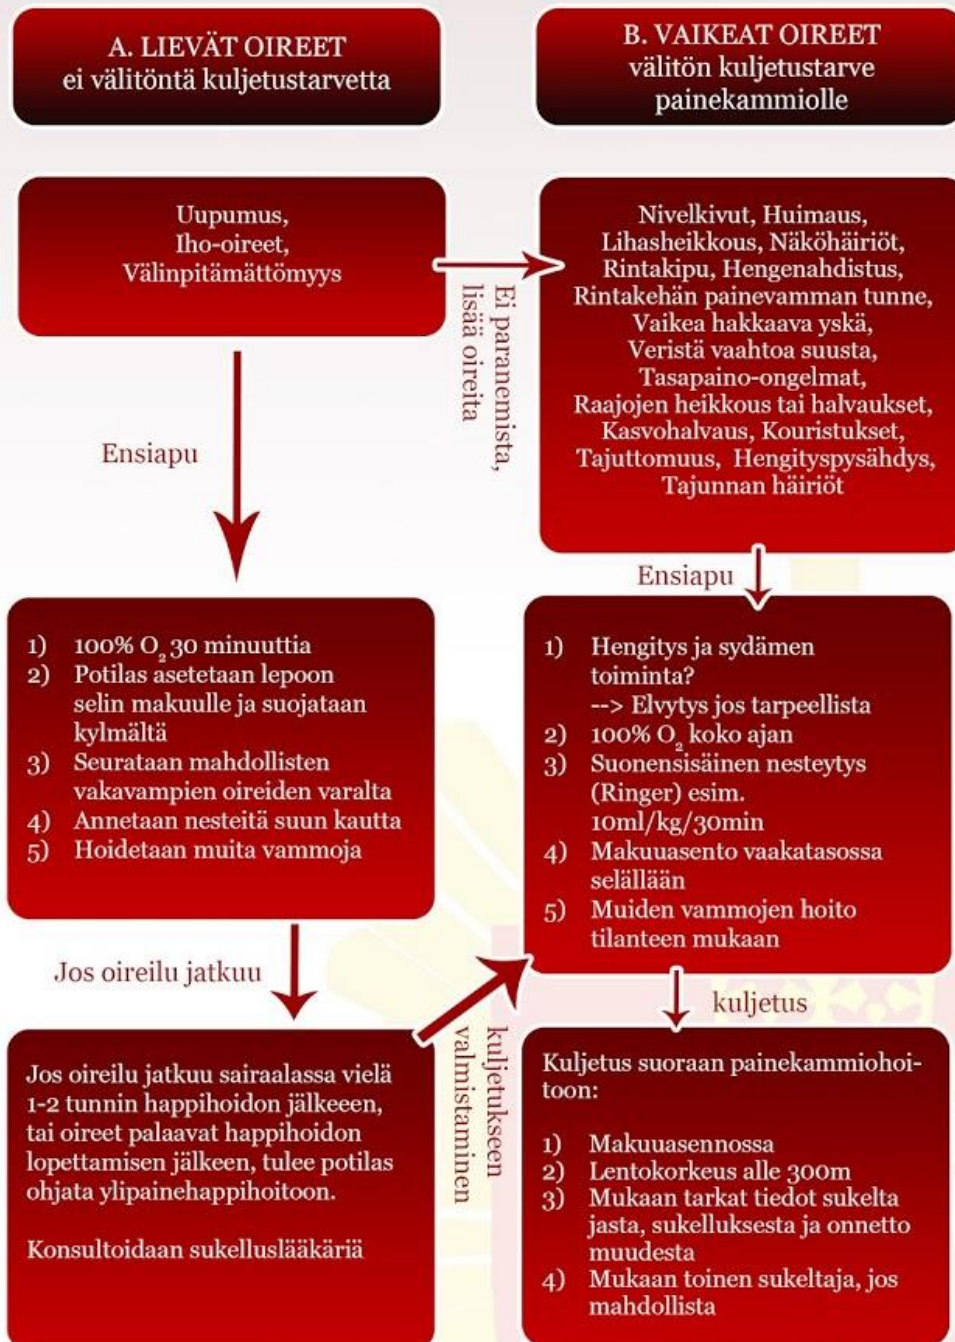 A. LIEVÄT OIREET
ei välitöntä kuljetustarvetta
B. VAIKEAT OIREET
välitön kuljetustarve
painekammiolle
Uupumus,
Iho-oireet,
Välinpitämättömyys
Ei paranemista,
lisää oireita
Nivelkivut, Huimaus,
Lihasheikkous, Näköhäiriöt,
Rintakipu, Hengenahdistus,
Rintakehän painevamman tunne,
Vaikea hakkaava yskä,
Veristä vaahtoa suusta,
Tasapaino-ongelmat,
Raajojen heikkous tai halvaukset,
Kasvohalvaus, Kouristukset,
Tajuttomuus, Hengityspysähdys,
Tajunnan häiriöt
Ensiapu
Ensiapu
1) 100% O₂ 30 minuuttia
2) Potilas asetetaan lepoon
selin makuulle ja suojataan
kylmältä
3) Seurataan mahdollisten
vakavampien oireiden varalta
4) Annetaan nesteitä suun kautta
5) Hoidetaan muita vammoja
1) Hengitys ja sydämen
toiminta?
--> Elvytys jos tarpeellista
2) 100% O₂ koko ajan
3) Suonensisäinen nesteytys
(Ringer) esim.
10ml/kg/30min
4) Makuuasento vaakatasossa
selällään
5) Muiden vammojen hoito
tilanteen mukaan
Jos oireilu jatkuu
kuljetukseen
valmistaminen
kuljetus
Jos oireilu jatkuu sairaalassa vielä
1-2 tunnin happihoidon jälkeeen,
tai oireet palaavat happihoidon
lopettamisen jälkeen, tulee potilas
ohjata ylipainehappihoitoon.
Konsultoidaan sukelluslääkäriä
Kuljetus suoraan painekammiohoi-
toon:
1) Makuuasennossa
2) Lentokorkeus alle 300m
3) Mukaan tarkat tiedot sukelta
jasta, sukelluksesta ja onnetto
muudesta
4) Mukaan toinen sukeltaja, jos
mahdollista